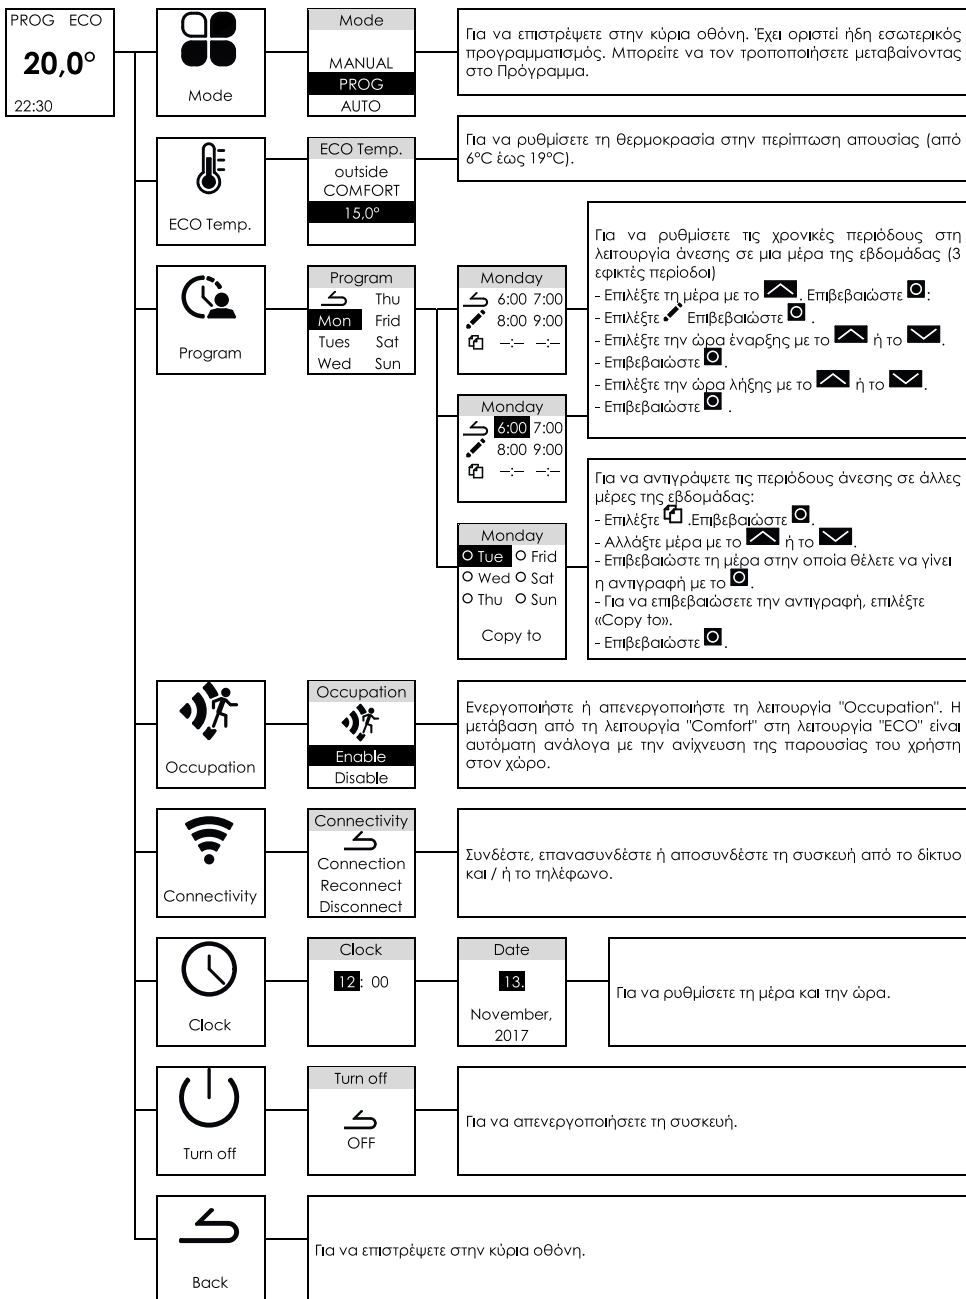 PROG ECO
20,0°
22:30
Mode
Mode
MANUAL
PROG
AUTO
Για να επιστρέψετε στην κύρια οθόνη. Έχει οριστεί ήδη εσωτερικός
προγραμματισμός. Μπορείτε να τον τροποποιήσετε μεταβαίνοντας
στο Πρόγραμμα.
ECO Temp.
ECO Temp.
outside
COMFORT
15,0°
Για να ρυθμίσετε τη θερμοκρασία στην περίπτωση απουσίας (από
6°C έως 19°C).
Program
Program
Thu
Mon Frid
Tues Sat
Wed Sun
Monday
6:00 7:00
8:00 9:00
–:– –:–
Monday
6:00 7:00
8:00 9:00
–:– –:–
Monday
Tue Frid
Wed Sat
Thu Sun
Copy to
Για να ρυθμίσετε τις χρονικές περιόδους στη
λειτουργία άνεσης σε μια μέρα της εβδομάδας (3
εφικτές περίοδοι)
- Επιλέξτε τη μέρα με το . Επιβεβαιώστε :
- Επιλέξτε Επιβεβαιώστε .
- Επιλέξτε την ώρα έναρξης με το ή το .
- Επιβεβαιώστε .
- Επιλέξτε την ώρα λήξης με το ή το .
- Επιβεβαιώστε .
Για να αντιγράψετε τις περιόδους άνεσης σε άλλες
μέρες της εβδομάδας:
- Επιλέξτε .Επιβεβαιώστε .
- Αλλάξτε μέρα με το ή το .
- Επιβεβαιώστε τη μέρα στην οποία θέλετε να γίνει
η αντιγραφή με το .
- Για να επιβεβαιώσετε την αντιγραφή, επιλέξτε
«Copy to».
- Επιβεβαιώστε .
Occupation
Occupation
Enable
Disable
Ενεργοποιήστε ή απενεργοποιήστε τη λειτουργία "Occupation". Η
μετάβαση από τη λειτουργία "Comfort" στη λειτουργία "ECO" είναι
αυτόματη ανάλογα με την ανίχνευση της παρουσίας του χρήστη
στον χώρο.
Connectivity
Connectivity
Connection
Reconnect
Disconnect
Συνδέστε, επανασυνδέστε ή αποσυνδέστε τη συσκευή από το δίκτυο
και / ή το τηλέφωνο.
Clock
Clock
12 : 00
Date
13.
November,
2017
Για να ρυθμίσετε τη μέρα και την ώρα.
Turn off
Turn off
OFF
Για να απενεργοποιήσετε τη συσκευή.
Back
Για να επιστρέψετε στην κύρια οθόνη.